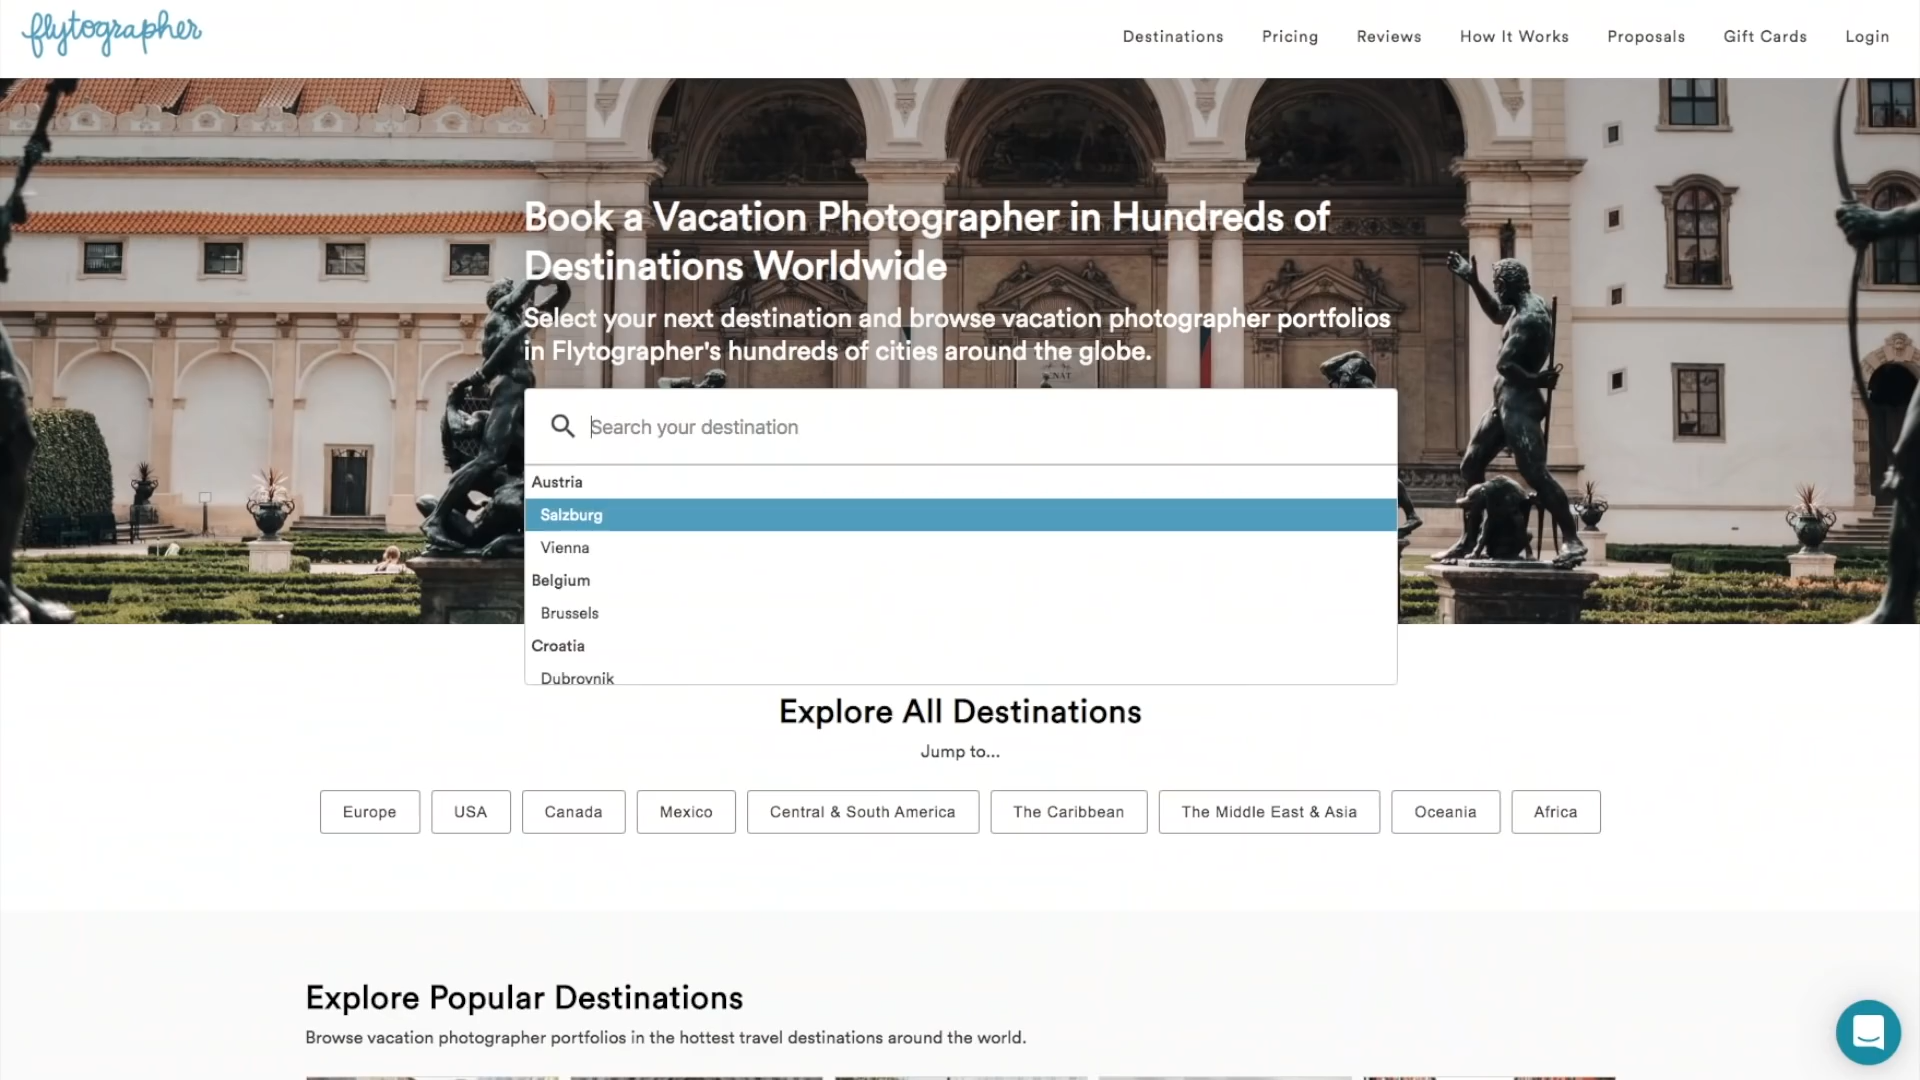 flytographer
Destinations
Pricing
Reviews
How It Works
Proposals
Gift Cards
Login
Book a Vacation Photographer in Hundreds of
Destinations Worldwide
Select your next destination and browse vacation photographer portfolios
in Flytographer's hundreds of cities around the globe.
Search your destination
Austria
Salzburg
Vienna
Belgium
Brussels
Croatia
Dubrovnik
Explore All Destinations
Jump to...
Europe
USA
Canada
Mexico
Central & South America
The Caribbean
The Middle East & Asia
Oceania
Africa
Explore Popular Destinations
Browse vacation photographer portfolios in the hottest travel destinations around the world.